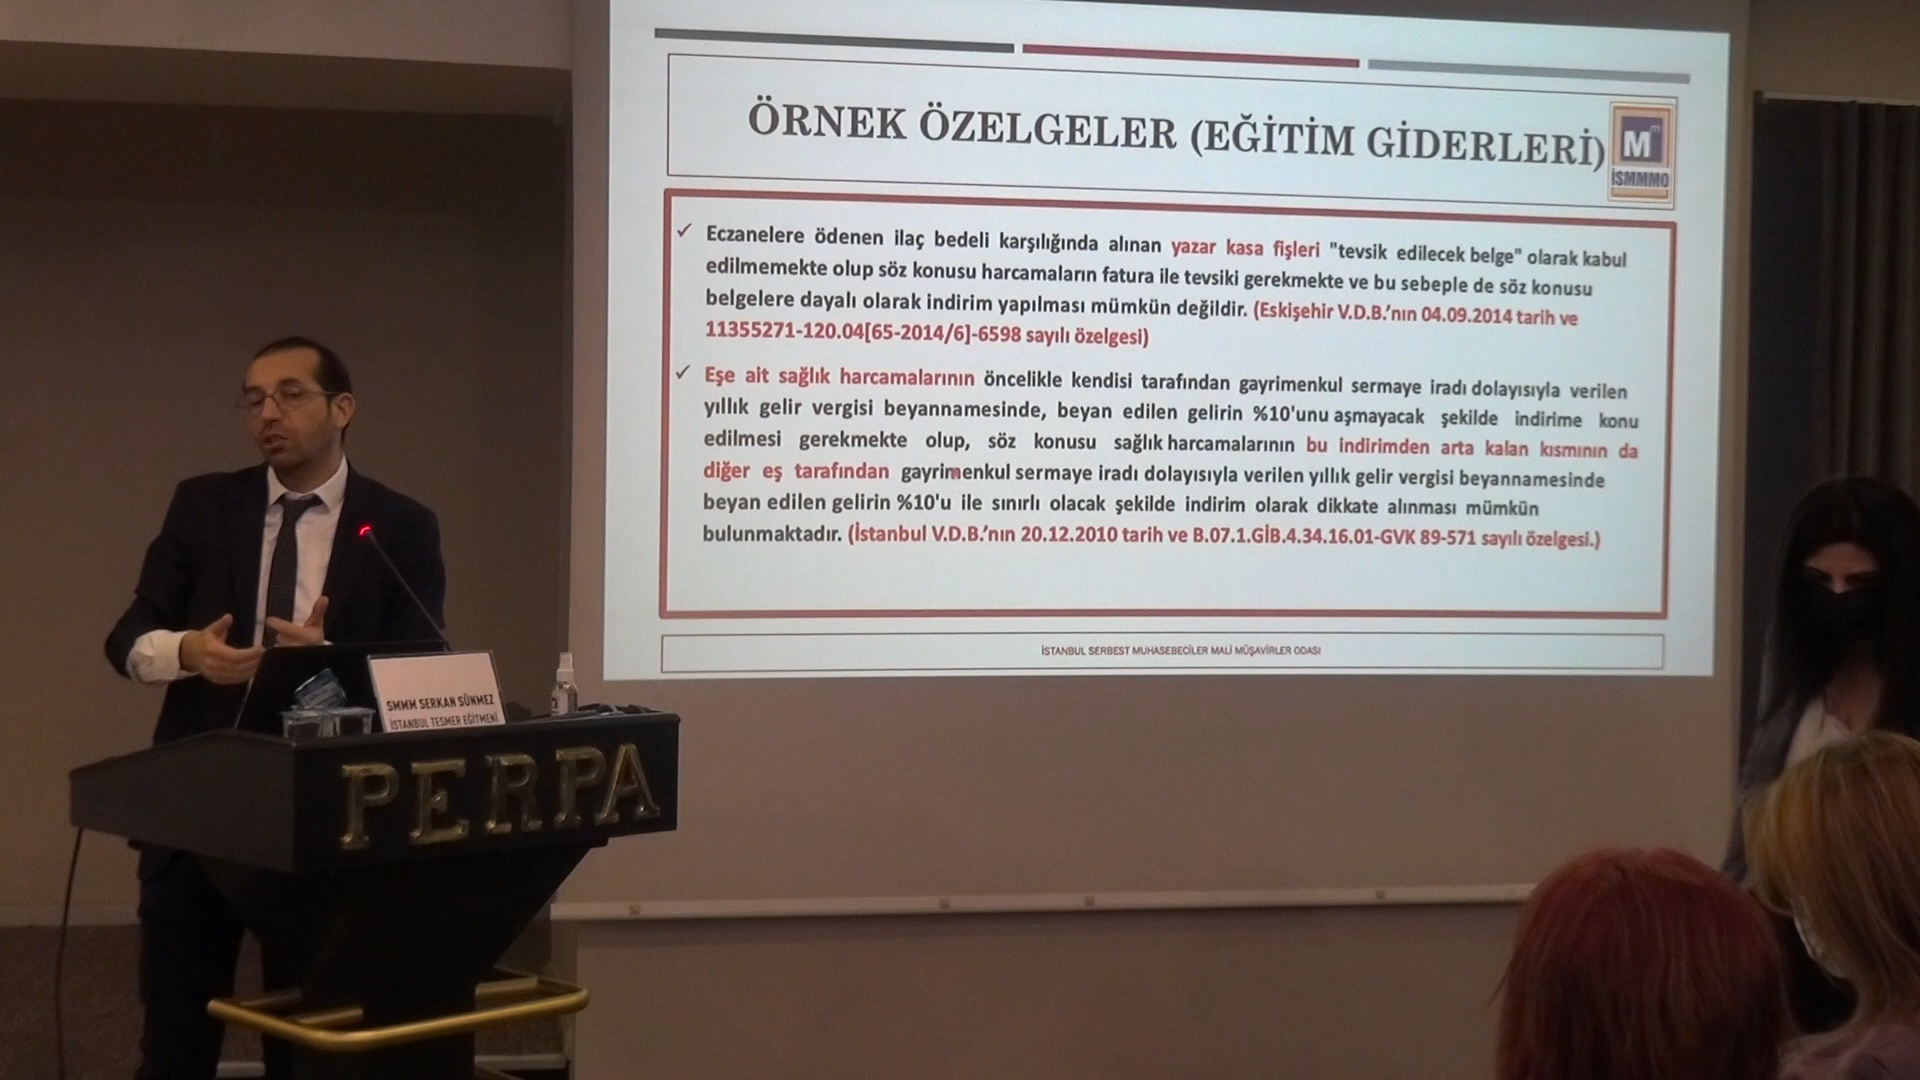 ÖRNEK ÖZELGELER (EĞİTİM GİDERLERİ)
M
m
İSMMMO
✓ Eczanelere ödenen ilaç bedeli karşılığında alınan yazar kasa fişleri "tevsik edilecek belge" olarak kabul
edilmemekte olup söz konusu harcamaların fatura ile tevsiki gerekmekte ve bu sebeple de söz konusu
belgelere dayalı olarak indirim yapılması mümkün değildir. (Eskişehir V.D.B.’nın 04.09.2014 tarih ve
11355271-120.04[65-2014/6]-6598 sayılı özelgesi)
✓ Eşe ait sağlık harcamalarının öncelikle kendisi tarafından gayrimenkul sermaye iradı dolayısıyla verilen
yıllık gelir vergisi beyannamesinde, beyan edilen gelirin %10'unu aşmayacak şekilde indirime konu
edilmesi gerekmekte olup, söz konusu sağlık harcamalarının bu indirimden arta kalan kısmının da
diğer eş tarafından gayrimenkul sermaye iradı dolayısıyla verilen yıllık gelir vergisi beyannamesinde
beyan edilen gelirin %10'u ile sınırlı olacak şekilde indirim olarak dikkate alınması mümkün
bulunmaktadır. (İstanbul V.D.B.’nın 20.12.2010 tarih ve B.07.1.GİB.4.34.16.01-GVK 89-571 sayılı özelgesi.)
İSTANBUL SERBEST MUHASEBECİLER MALİ MÜŞAVİRLER ODASI
SMMM SERKAN SÜNMEZ
İSTANBUL TESMER EĞİTMENİ
PERPA